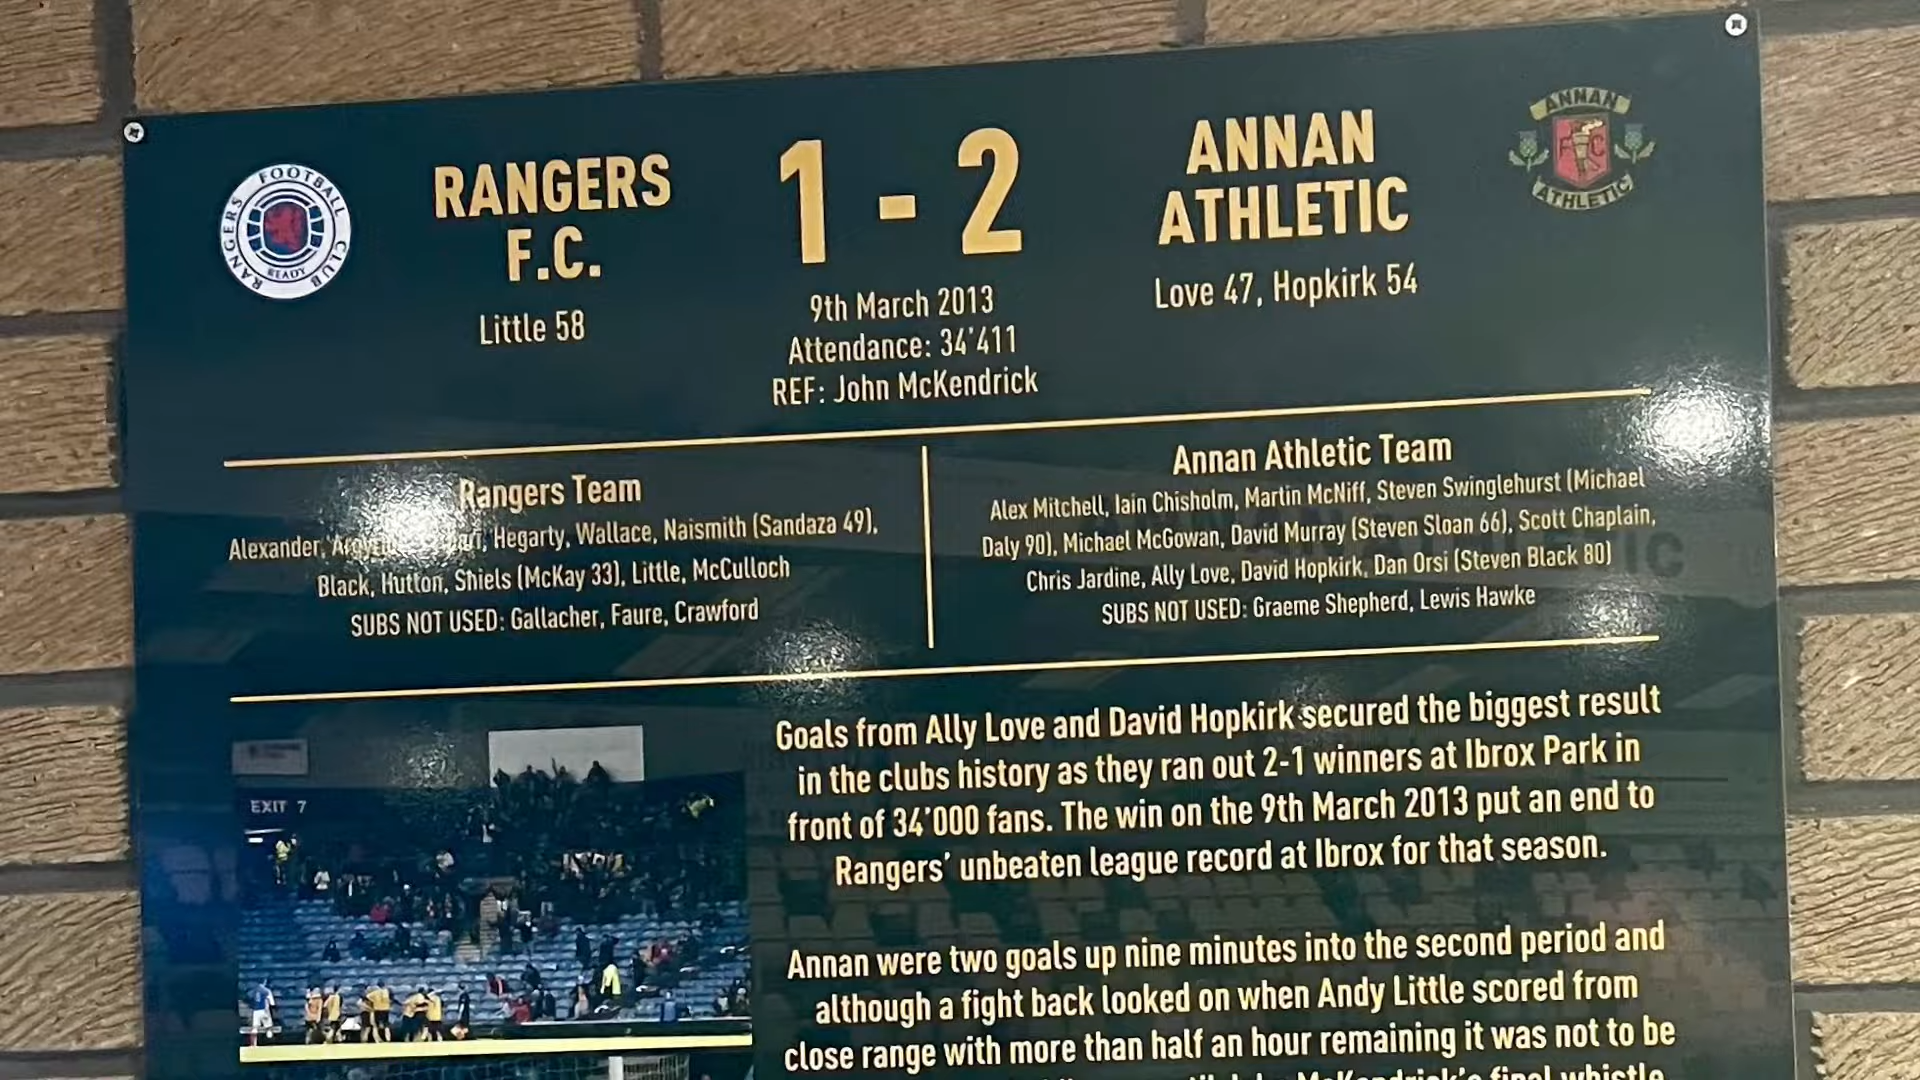 RANGERS
F.C.
Little 58
FOOTBALL
RANGERS
CLUB
READY
1 - 2
9th March 2013
Attendance: 34'411
REF: John McKendrick
ANNAN
ATHLETIC
Love 47, Hopkirk 54
ANNAN
F C
ATHLETIC
Rangers Team
Alexander, Hegarty, Wallace, Naismith (Sandaza 49),
Black, Hutton, Shiels (McKay 33), Little, McCulloch
SUBS NOT USED: Gallacher, Faure, Crawford
Annan Athletic Team
Alex Mitchell, Iain Chisholm, Martin McNiff, Steven Swinglehurst (Michael
Daly 90), Michael McGowan, David Murray (Steven Sloan 66), Scott Chaplain,
Chris Jardine, Ally Love, David Hopkirk, Dan Orsi (Steven Black 80)
SUBS NOT USED: Graeme Shepherd, Lewis Hawke
EXIT 7
Goals from Ally Love and David Hopkirk secured the biggest result
in the clubs history as they ran out 2-1 winners at Ibrox Park in
front of 34'000 fans. The win on the 9th March 2013 put an end to
Rangers' unbeaten league record at Ibrox for that season.
Annan were two goals up nine minutes into the second period and
although a fight back looked on when Andy Little scored from
close range with more than half an hour remaining it was not to be
McKendrick's final whistle